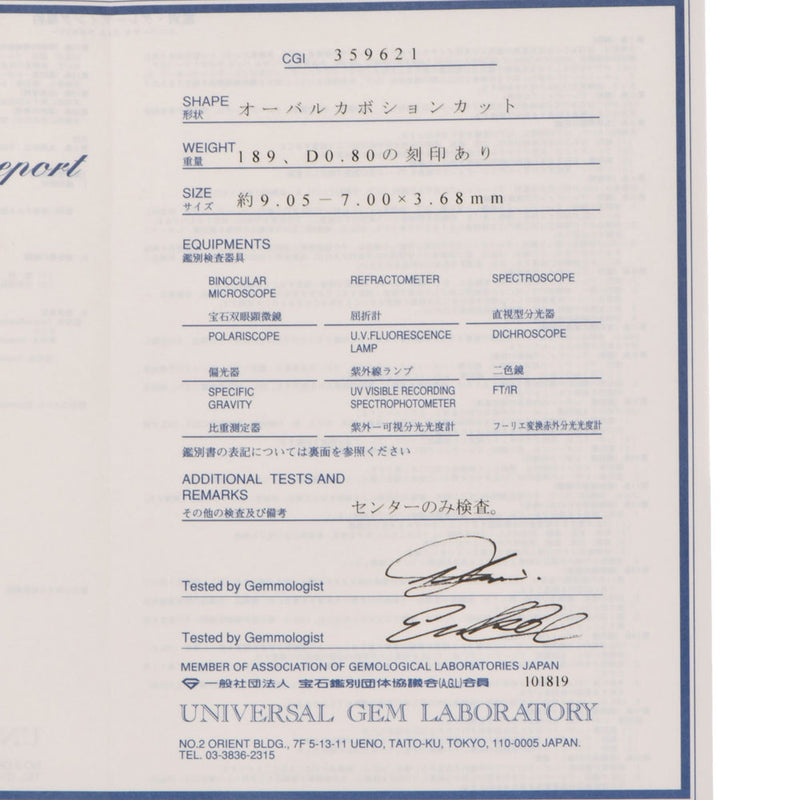 eport
CGI 359621
SHAPE
形状 オーバルカボションカット
WEIGHT
重量 189、D0.80の刻印あり
SIZE
サイズ 約9.05－7.00×3.68mm
EQUIPMENTS
鑑別検査器具
BINOCULAR MICROSCOPE
宝石双眼顕微鏡
REFRACTOMETER
屈折計
SPECTROSCOPE
直視型分光器
POLARISCOPE
偏光器
U.V.FLUORESCENCE LAMP
紫外線ランプ
DICHROSCOPE
二色鏡
SPECIFIC GRAVITY
比重測定器
UV VISIBLE RECORDING SPECTROPHOTOMETER
紫外一可視分光光度計
FT/IR
フーリエ変換赤外分光光度計
鑑別書の表記については裏面を参照ください
ADDITIONAL TESTS AND
REMARKS
その他の検査及び備考 センターのみ検査。
Tested by Gemmologist
Tested by Gemmologist
MEMBER OF ASSOCIATION OF GEMOLOGICAL LABORATORIES JAPAN
一般社団法人 宝石鑑別団体協議会(A.G.L)会員 101819
UNIVERSAL GEM LABORATORY
NO.2 ORIENT BLDG., 7F 5-13-11 UENO, TAITO-KU, TOKYO, 110-0005 JAPAN.
TEL. 03-3836-2315